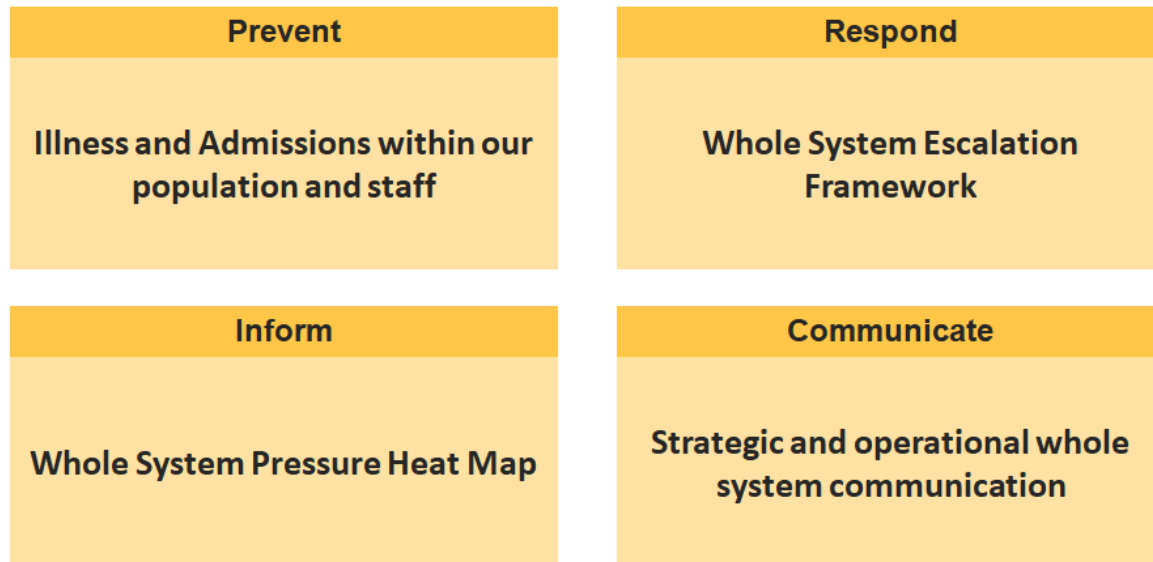 Prevent
Illness and Admissions within our
population and staff
Respond
Whole System Escalation
Framework
Inform
Whole System Pressure Heat Map
Communicate
Strategic and operational whole
system communication